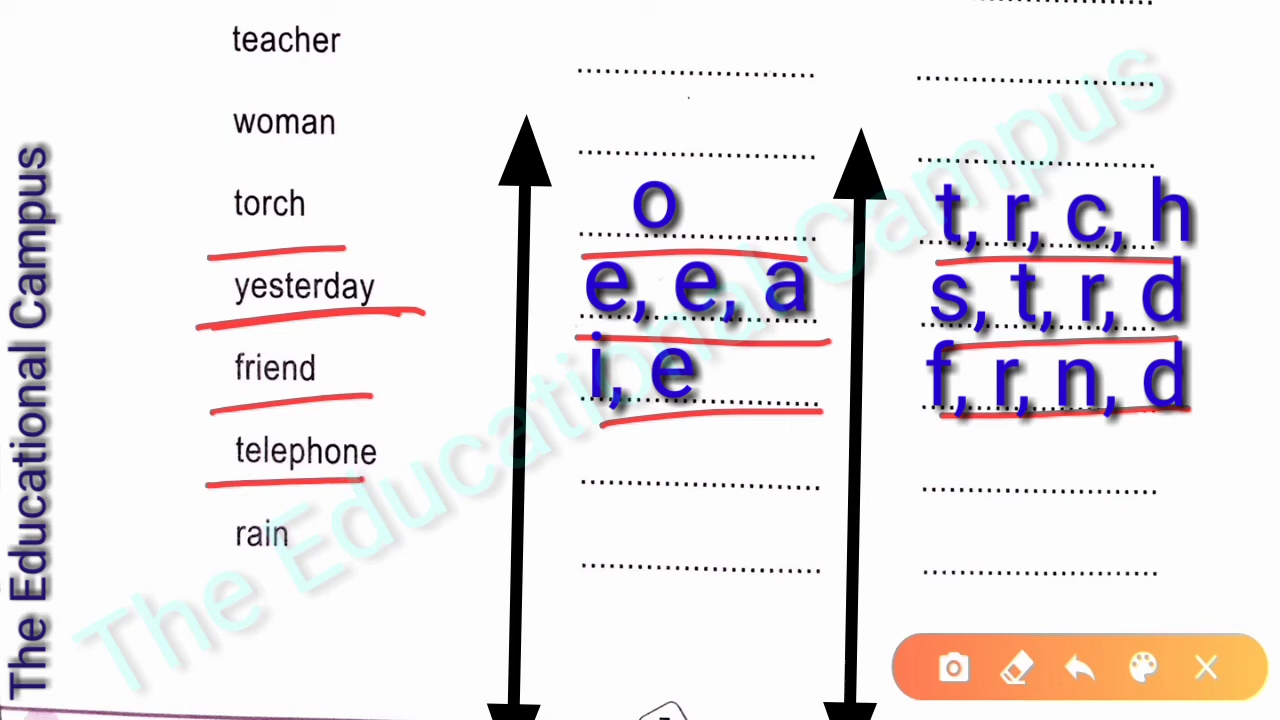 teacher
woman
torch o t, r, c, h
yesterday e, e, a s, t, r, d
friend i, e f, r, n, d
telephone
rain
The Educational Campus
The Educational Campus